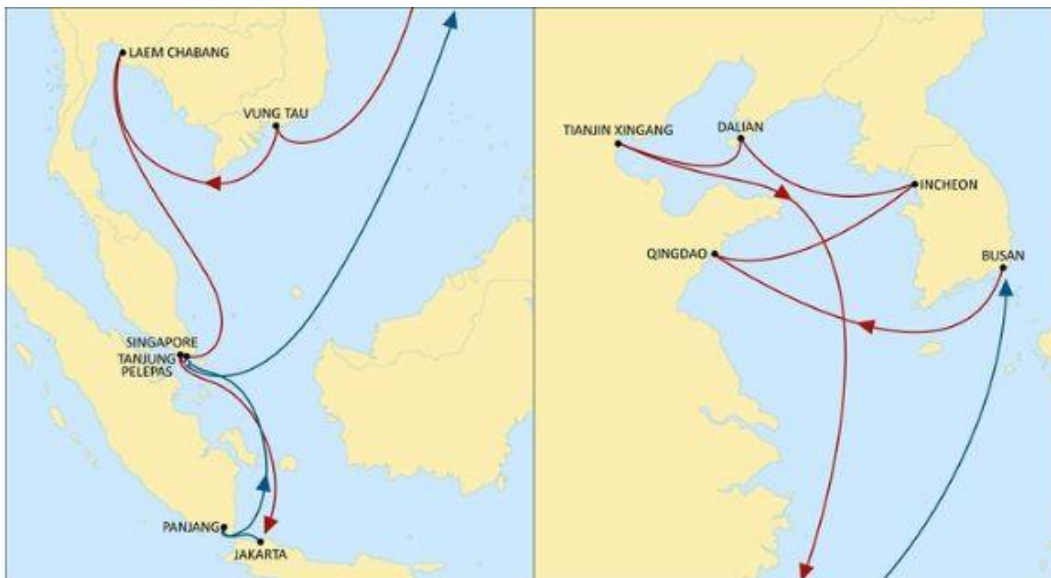 LAEM CHABANG
VUNG TAU
SINGAPORE
TANJUNG
PELEPAS
PANJANG
JAKARTA
TIANJIN XINGANG
DALIAN
INCHEON
QINGDAO
BUSAN